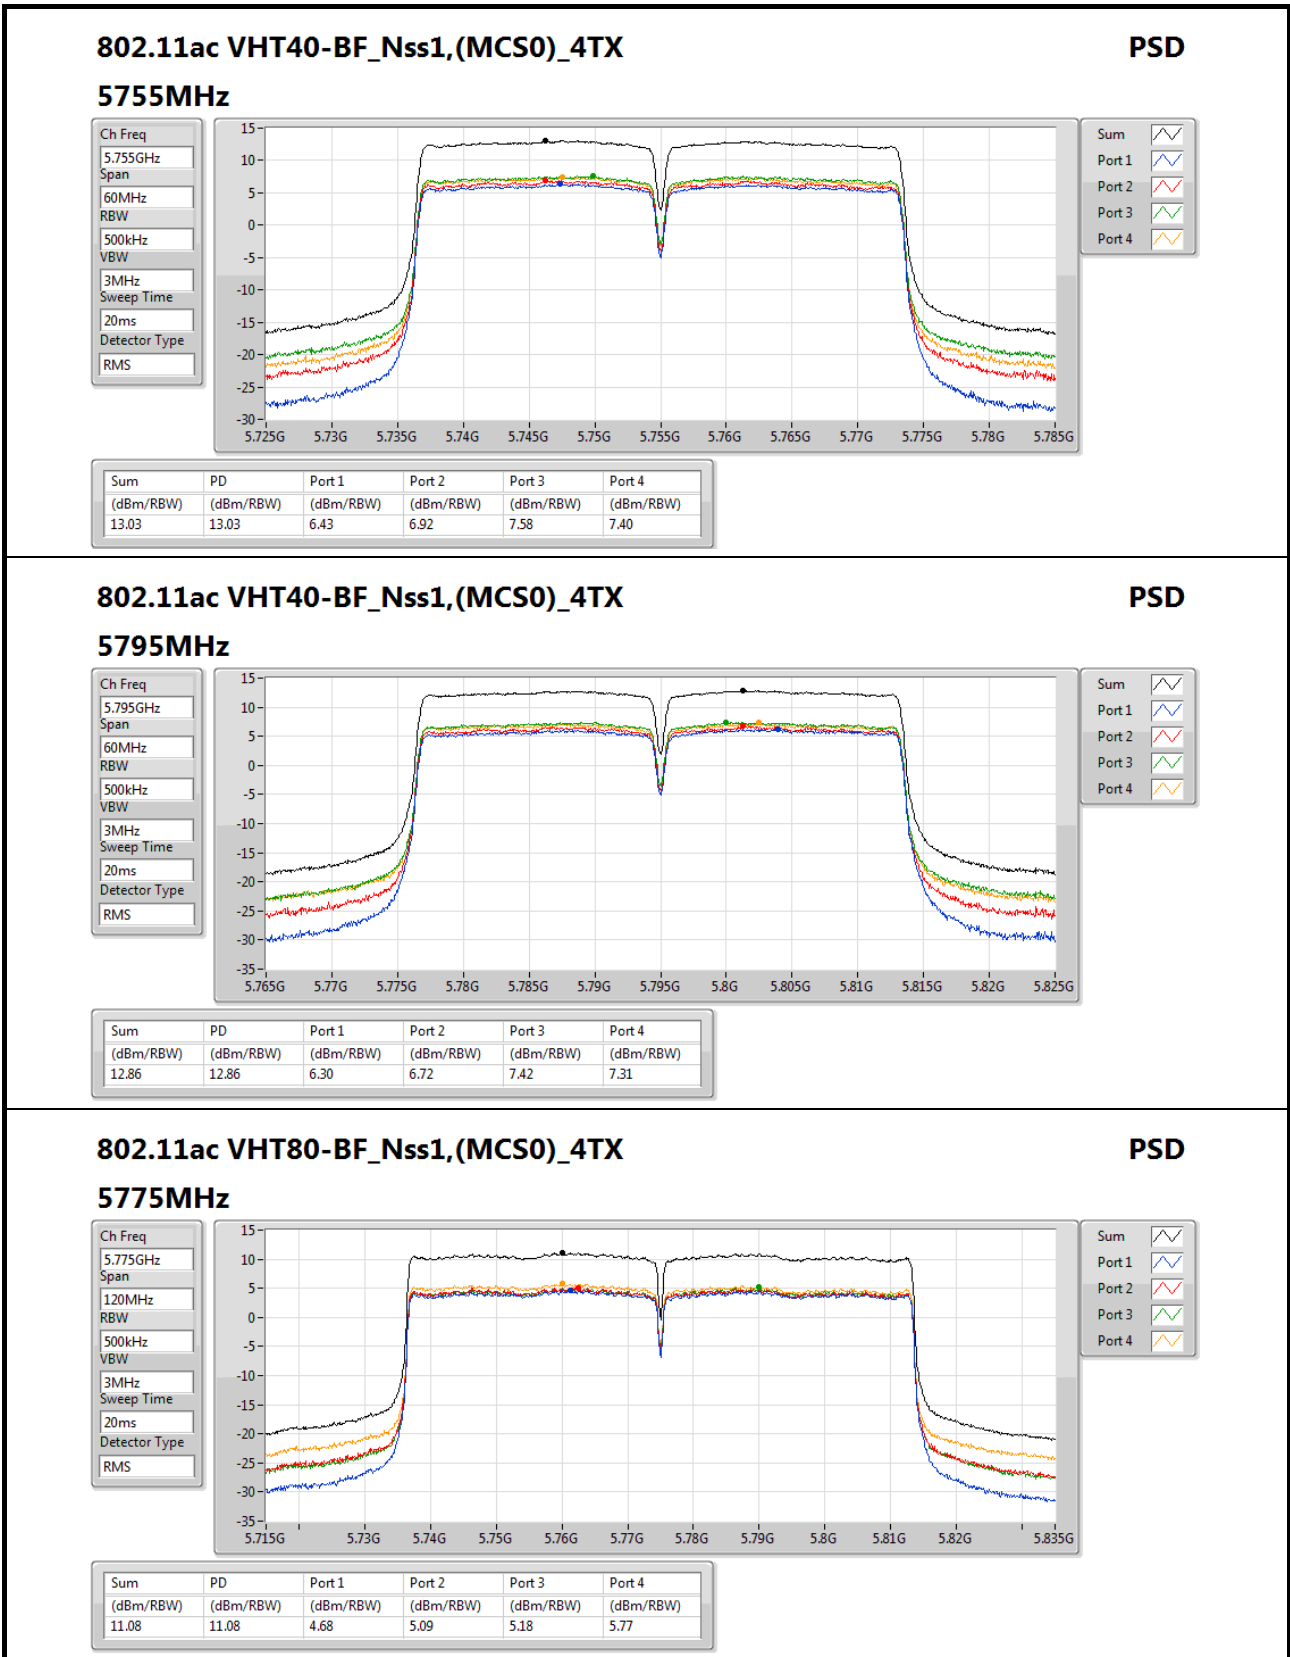 802.11ac VHT40-BF_Nss1,(MCS0)_4TX PSD
5755MHz
Ch Freq
5.755GHz
Span
60MHz
RBW
500kHz
VBW
3MHz
Sweep Time
20ms
Detector Type
RMS
15
10
5
0
-5
-10
-15
-20
-25
-30
5.725G 5.73G 5.735G 5.74G 5.745G 5.75G 5.755G 5.76G 5.765G 5.77G 5.775G 5.78G 5.785G
Sum
Port 1
Port 2
Port 3
Port 4
Sum PD Port 1 Port 2 Port 3 Port 4
(dBm/RBW) (dBm/RBW) (dBm/RBW) (dBm/RBW) (dBm/RBW) (dBm/RBW)
13.03 13.03 6.43 6.92 7.58 7.40
802.11ac VHT40-BF_Nss1,(MCS0)_4TX PSD
5795MHz
Ch Freq
5.795GHz
Span
60MHz
RBW
500kHz
VBW
3MHz
Sweep Time
20ms
Detector Type
RMS
15
10
5
0
-5
-10
-15
-20
-25
-30
-35
5.765G 5.77G 5.775G 5.78G 5.785G 5.79G 5.795G 5.8G 5.805G 5.81G 5.815G 5.82G 5.825G
Sum
Port 1
Port 2
Port 3
Port 4
Sum PD Port 1 Port 2 Port 3 Port 4
(dBm/RBW) (dBm/RBW) (dBm/RBW) (dBm/RBW) (dBm/RBW) (dBm/RBW)
12.86 12.86 6.30 6.72 7.42 7.31
802.11ac VHT80-BF_Nss1,(MCS0)_4TX PSD
5775MHz
Ch Freq
5.775GHz
Span
120MHz
RBW
500kHz
VBW
3MHz
Sweep Time
20ms
Detector Type
RMS
15
10
5
0
-5
-10
-15
-20
-25
-30
-35
5.715G 5.73G 5.74G 5.75G 5.76G 5.77G 5.78G 5.79G 5.8G 5.81G 5.82G 5.835G
Sum
Port 1
Port 2
Port 3
Port 4
Sum PD Port 1 Port 2 Port 3 Port 4
(dBm/RBW) (dBm/RBW) (dBm/RBW) (dBm/RBW) (dBm/RBW) (dBm/RBW)
11.08 11.08 4.68 5.09 5.18 5.77